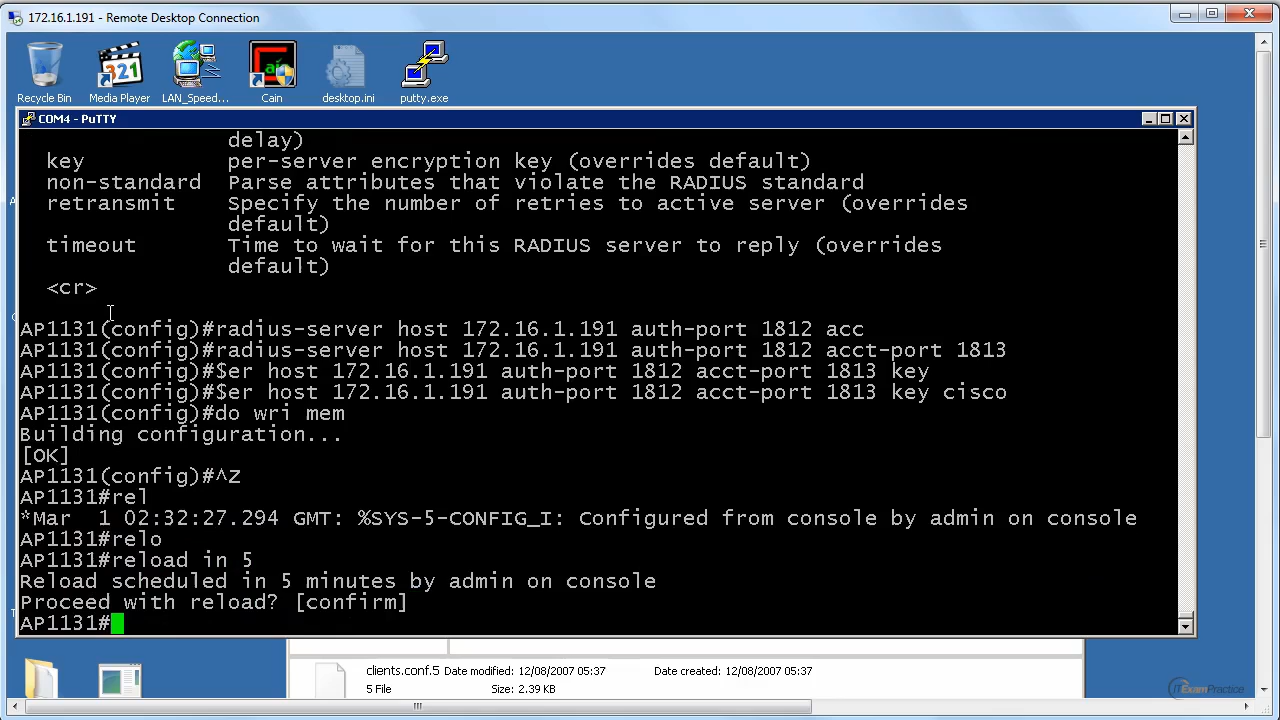 172.16.1.191 - Remote Desktop Connection
Recycle Bin
Media Player
LAN_Speed...
Cain
desktop.ini
putty.exe
COM4 - PuTTY
delay)
key per-server encryption key (overrides default)
non-standard Parse attributes that violate the RADIUS standard
retransmit Specify the number of retries to active server (overrides
default)
timeout Time to wait for this RADIUS server to reply (overrides
default)
<cr>
AP1131(config)#radius-server host 172.16.1.191 auth-port 1812 acc
AP1131(config)#radius-server host 172.16.1.191 auth-port 1812 acct-port 1813
AP1131(config)#$er host 172.16.1.191 auth-port 1812 acct-port 1813 key
AP1131(config)#$er host 172.16.1.191 auth-port 1812 acct-port 1813 key cisco
AP1131(config)#do wri mem
Building configuration...
[OK]
AP1131(config)#^Z
AP1131#rel
*Mar 1 02:32:27.294 GMT: %SYS-5-CONFIG_I: Configured from console by admin on console
AP1131#relo
AP1131#reload in 5
Reload scheduled in 5 minutes by admin on console
Proceed with reload? [confirm]
AP1131#
clients.conf.5 Date modified: 12/08/2007 05:37 Date created: 12/08/2007 05:37
5 File Size: 2.39 KB
ITExamPractice